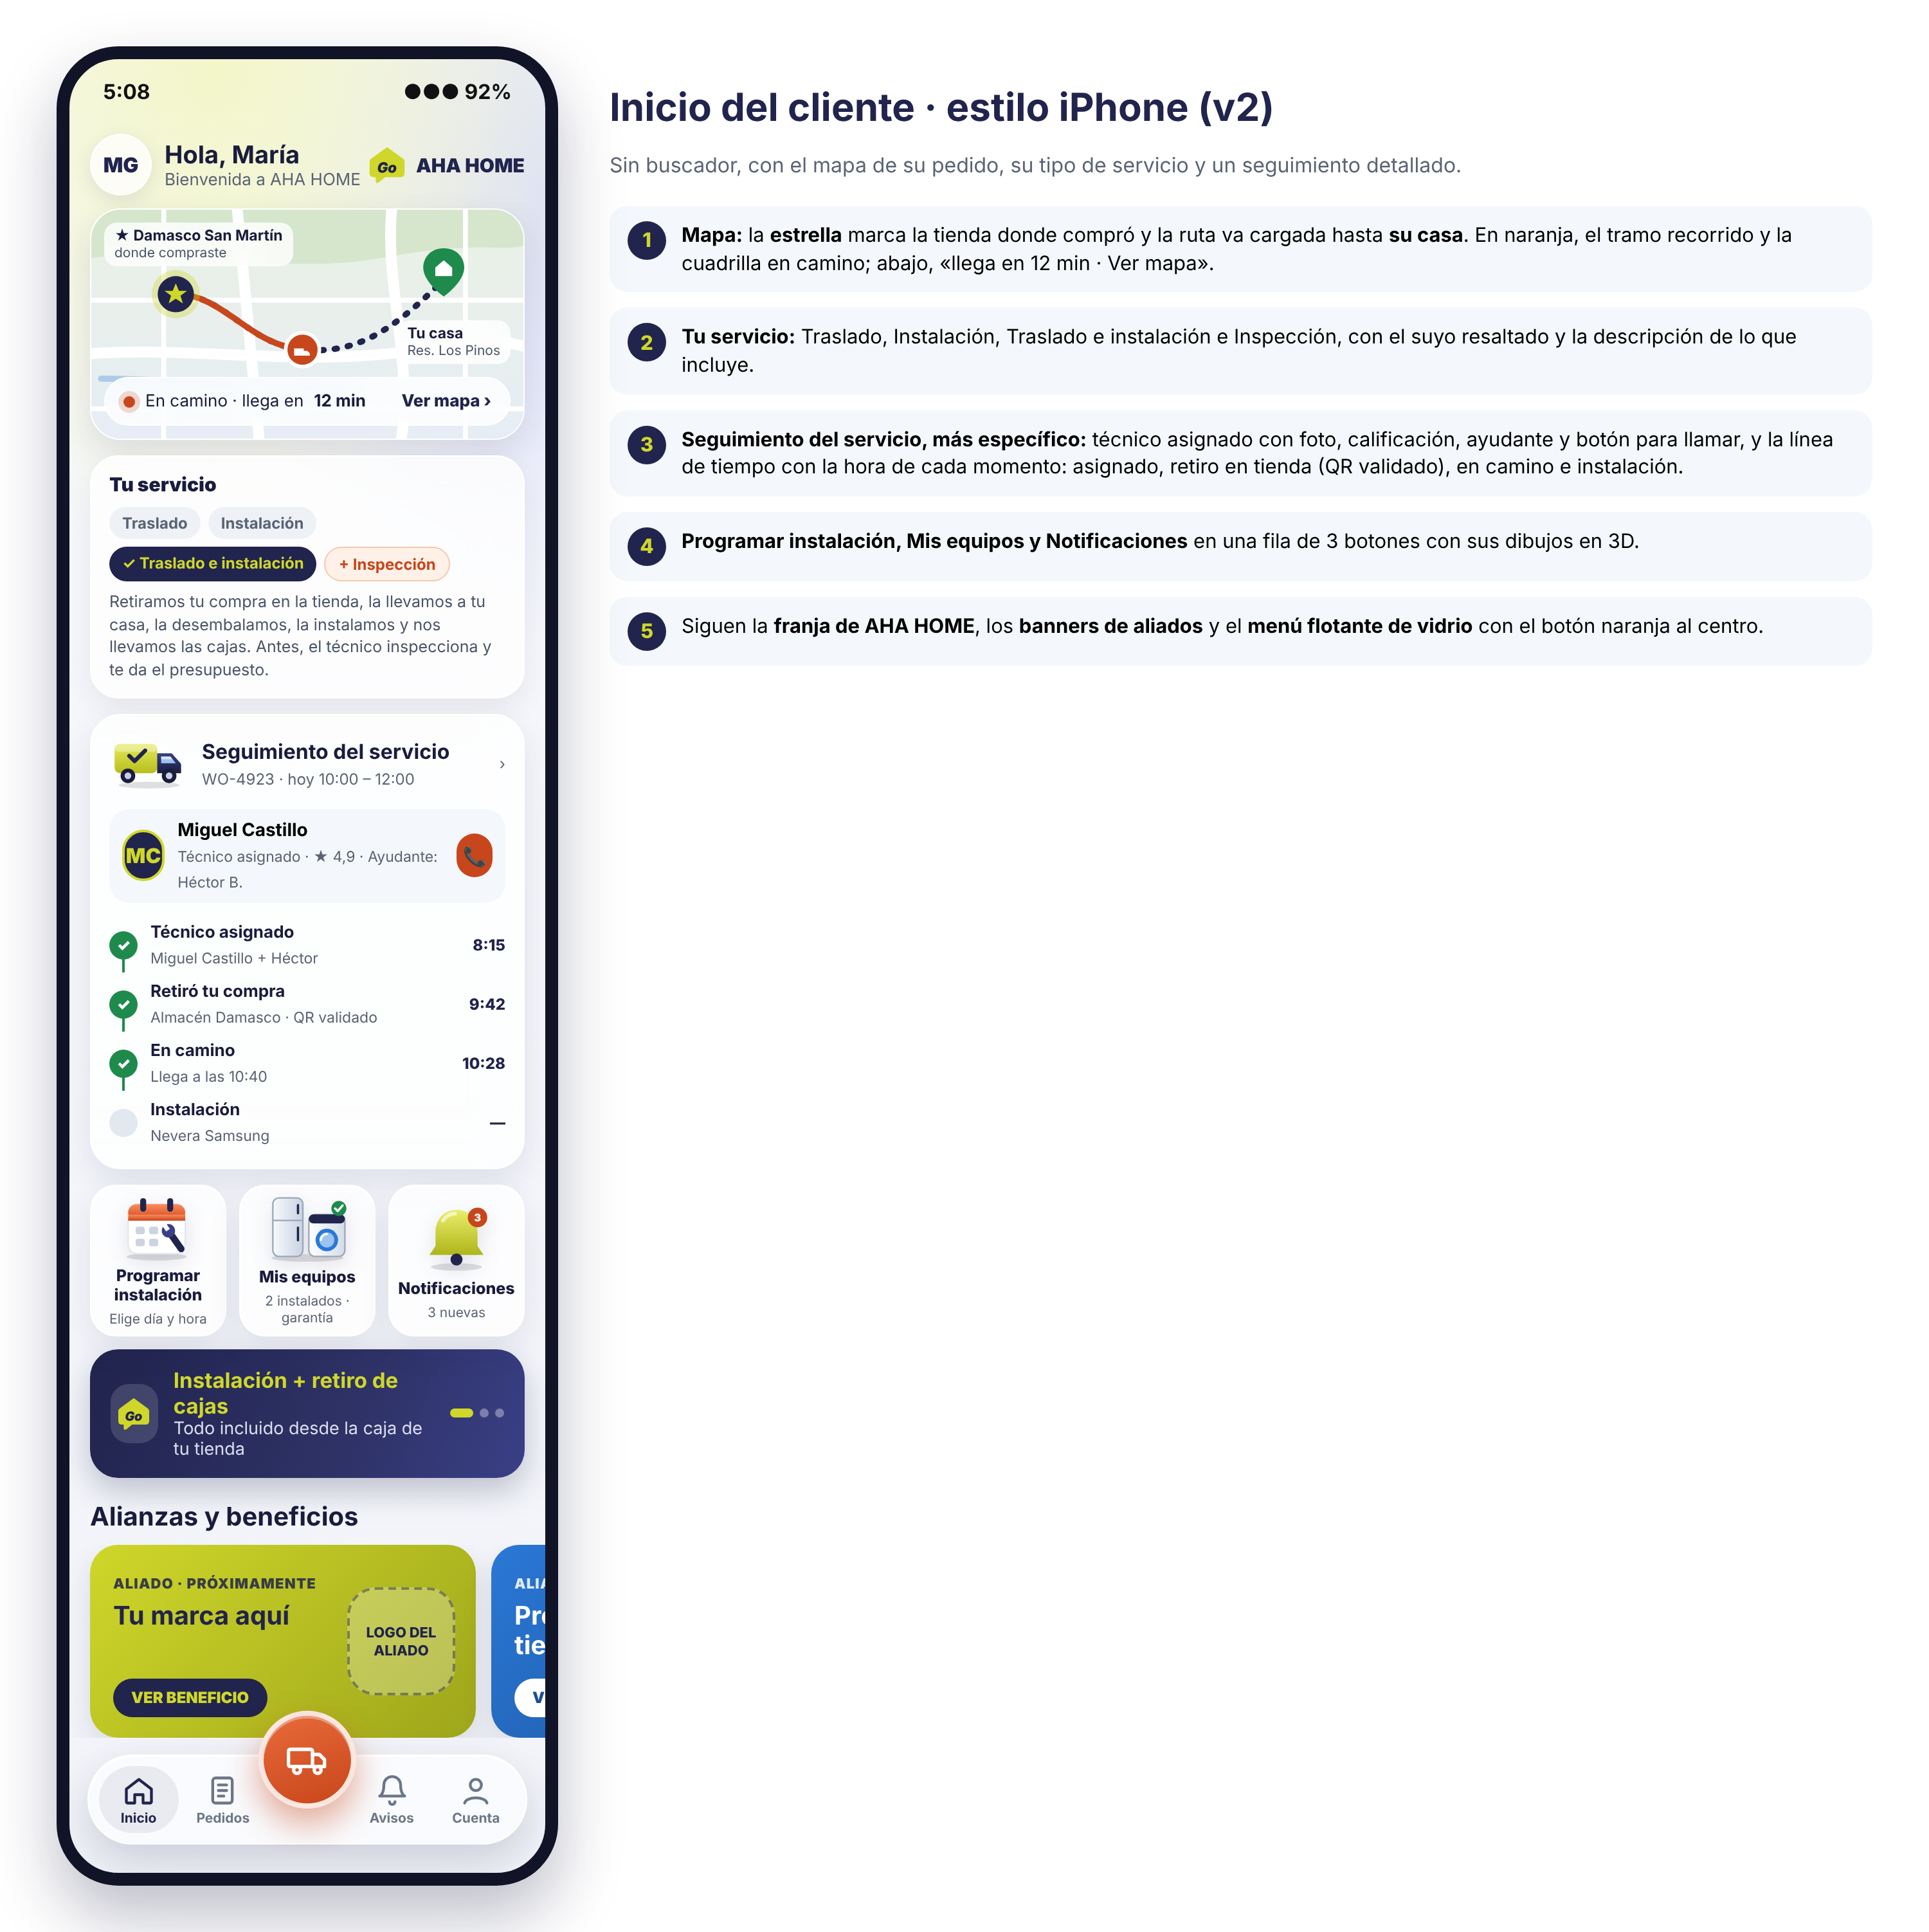 5:08
92%
MG
Hola, María
Bienvenida a AHA HOME
Go
AHA HOME
★ Damasco San Martín
donde compraste
Tu casa
Res. Los Pinos
En camino · llega en 12 min
Ver mapa ›
Tu servicio
Traslado
Instalación
✓ Traslado e instalación
+ Inspección
Retiramos tu compra en la tienda, la llevamos a tu
casa, la desembalamos, la instalamos y nos
llevamos las cajas. Antes, el técnico inspecciona y
te da el presupuesto.
Seguimiento del servicio
WO-4923 · hoy 10:00 – 12:00
›
MC
Miguel Castillo
Técnico asignado · ★ 4,9 · Ayudante:
Héctor B.
Técnico asignado
Miguel Castillo + Héctor
8:15
Retiró tu compra
Almacén Damasco · QR validado
9:42
En camino
Llega a las 10:40
10:28
Instalación
Nevera Samsung
—
Programar
instalación
Elige día y hora
Mis equipos
2 instalados ·
garantía
3
Notificaciones
3 nuevas
Go
Instalación + retiro de
cajas
Todo incluido desde la caja de
tu tienda
Alianzas y beneficios
ALIADO · PRÓXIMAMENTE
Tu marca aquí
LOGO DEL
ALIADO
VER BENEFICIO
ALIA
Pro
tie
V
Inicio
Pedidos
Avisos
Cuenta
Inicio del cliente · estilo iPhone (v2)
Sin buscador, con el mapa de su pedido, su tipo de servicio y un seguimiento detallado.
1
Mapa: la estrella marca la tienda donde compró y la ruta va cargada hasta su casa. En naranja, el tramo recorrido y la
cuadrilla en camino; abajo, «llega en 12 min · Ver mapa».
2
Tu servicio: Traslado, Instalación, Traslado e instalación e Inspección, con el suyo resaltado y la descripción de lo que
incluye.
3
Seguimiento del servicio, más específico: técnico asignado con foto, calificación, ayudante y botón para llamar, y la línea
de tiempo con la hora de cada momento: asignado, retiro en tienda (QR validado), en camino e instalación.
4
Programar instalación, Mis equipos y Notificaciones en una fila de 3 botones con sus dibujos en 3D.
5
Siguen la franja de AHA HOME, los banners de aliados y el menú flotante de vidrio con el botón naranja al centro.